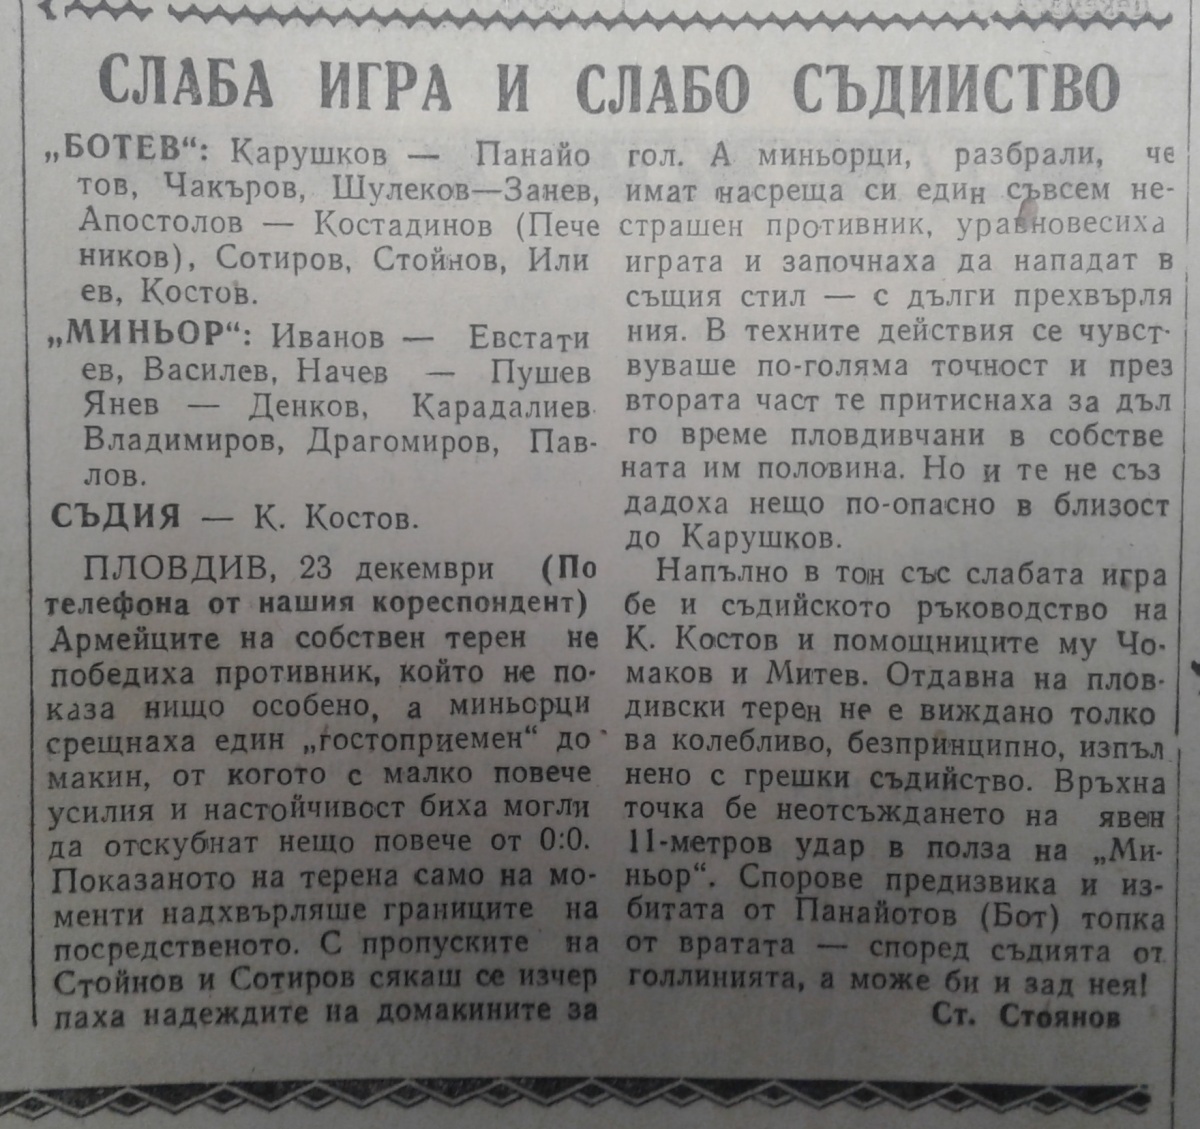 СЛАБА ИГРА И СЛАБО СЪДИИСТВО
„БОТЕВ“: Карушков — Панайо
тов, Чакъров, Шулеков—Занев,
Апостолов — Костадинов (Пече
ников), Сотиров, Стойнов, Или
ев, Костов.
„МИНЬОР“: Иванов — Евстати
ев, Василев, Начев — Пушев
Янев — Денков, Карадалиев
Владимиров, Драгомиров, Пав-
лов.
СЪДИЯ — К. Костов.
ПЛОВДИВ, 23 декември (По
телефона от нашия кореспондент)
Армейците на собствен терен не
победиха противник, който не по-
каза нищо особено, а миньорци
срещнаха един „гостоприемен“ до
макин, от когото с малко повече
усилия и настойчивост биха могли
да отскубнат нещо повече от 0:0.
Показаното на терена само на мо-
менти надхвърляше границите на
посредственото. С пропуските на
Стойнов и Сотиров сякаш се изчер
паха надеждите на домакините за
гол. А миньорци, разбрали, че
имат насреща си един съвсем не-
страшен противник, уравновесиха
играта и започнаха да нападат в
същия стил — с дълги прехвърля
ния. В техните действия се чувст-
вуваше по-голяма точност и през
втората част те притиснаха за дъл
го време пловдивчани в собстве
ната им половина. Но и те не съз
дадоха нещо по-опасно в близост
до Карушков.
Напълно в тон със слабата игра
бе и съдийското ръководство на
К. Костов и помощниците му Чо-
маков и Митев. Отдавна на плов-
дивски терен не е виждано толко
ва колебливо, безпринципно, изпъл
нено с грешки съдийство. Връхна
точка бе неотсъждането на явен
11-метров удар в полза на „Ми-
ньор“. Спорове предизвика и из-
битата от Панайотов (Бот) топка
от вратата — според съдията от
голлинията, а може би и зад нея!
Ст. Стоянов